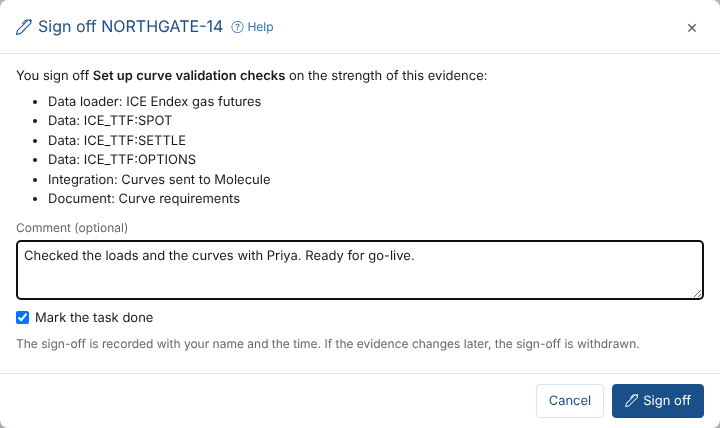 Sign off NORTHGATE-14 Help
You sign off Set up curve validation checks on the strength of this evidence:
Data loader: ICE Endex gas futures
Data: ICE_TTF:SPOT
Data: ICE_TTF:SETTLE
Data: ICE_TTF:OPTIONS
Integration: Curves sent to Molecule
Document: Curve requirements
Comment (optional)
Checked the loads and the curves with Priya. Ready for go-live.
Mark the task done
The sign-off is recorded with your name and the time. If the evidence changes later, the sign-off is withdrawn.
Cancel Sign off